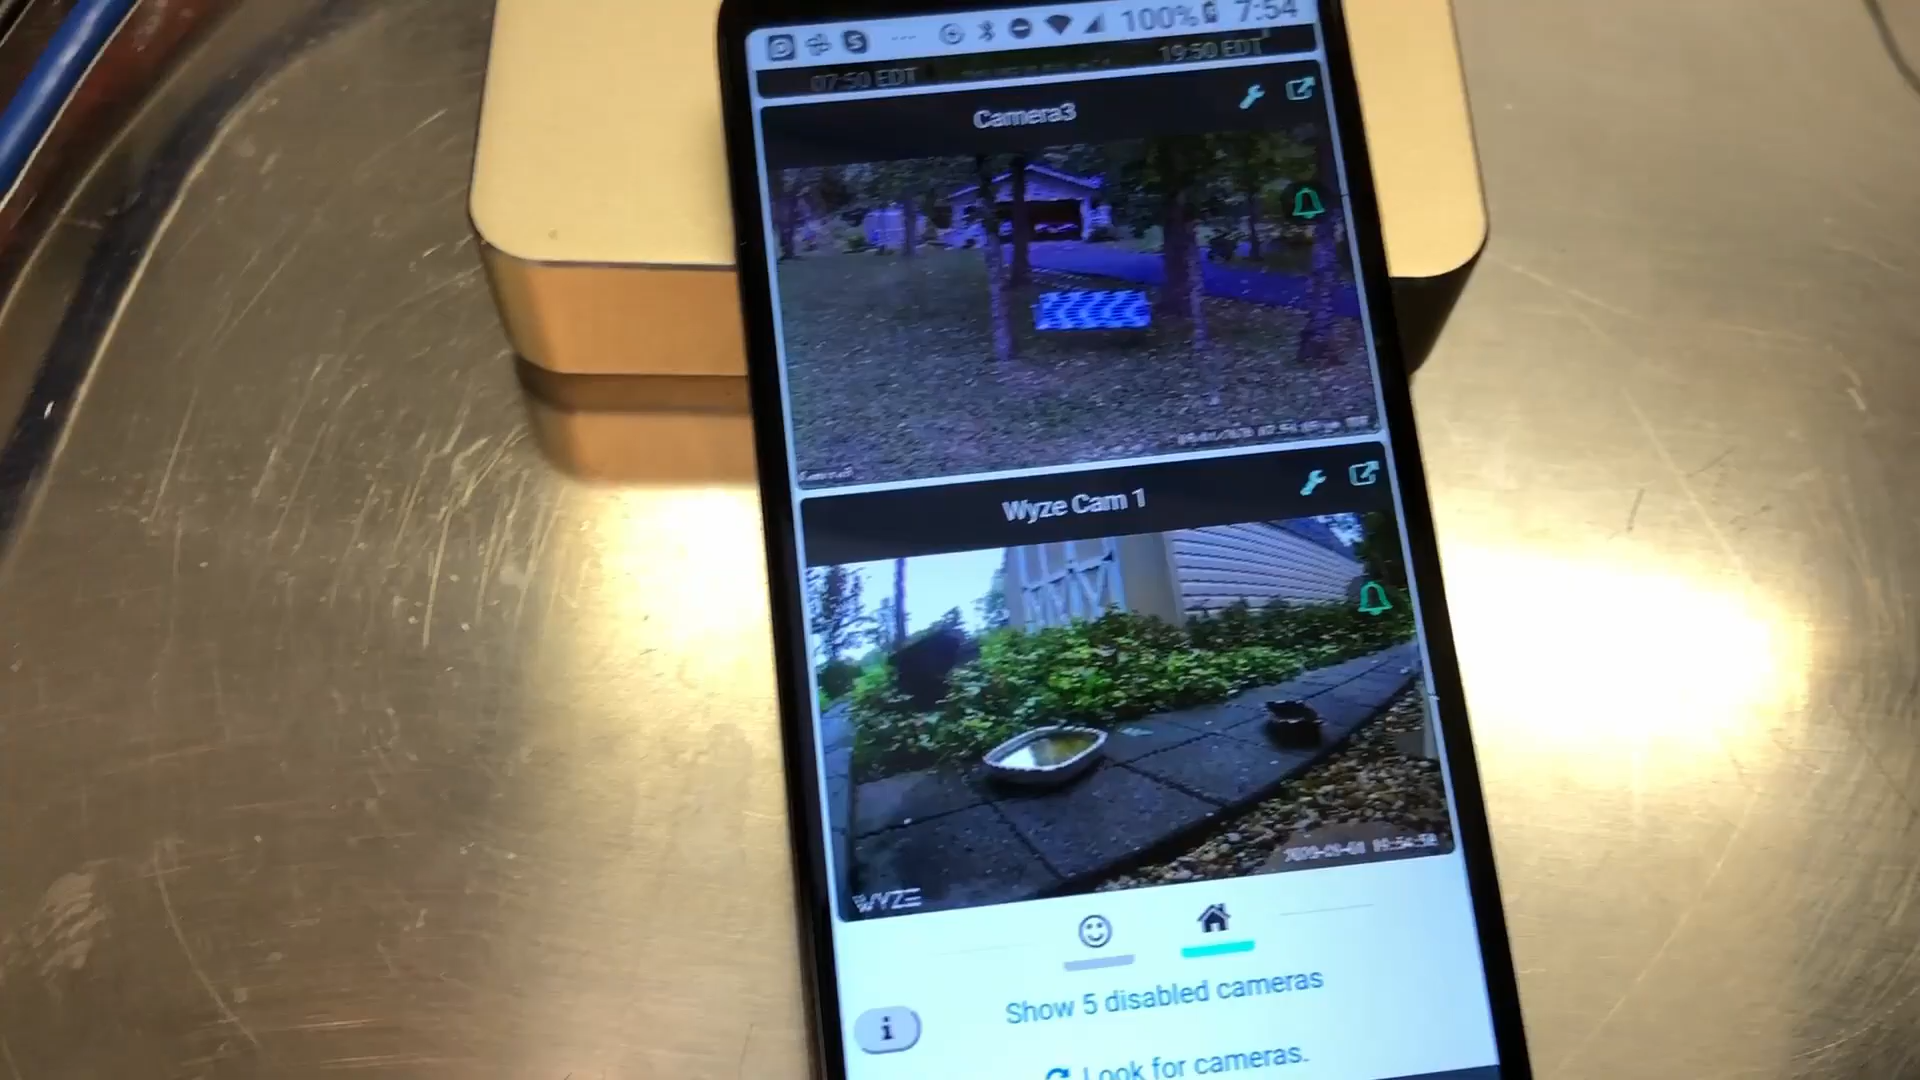 100% 7:54
07:50 EDT 19:50 EDT
Camera3
Wyze Cam 1
WYZE
Show 5 disabled cameras
i
Look for cameras.